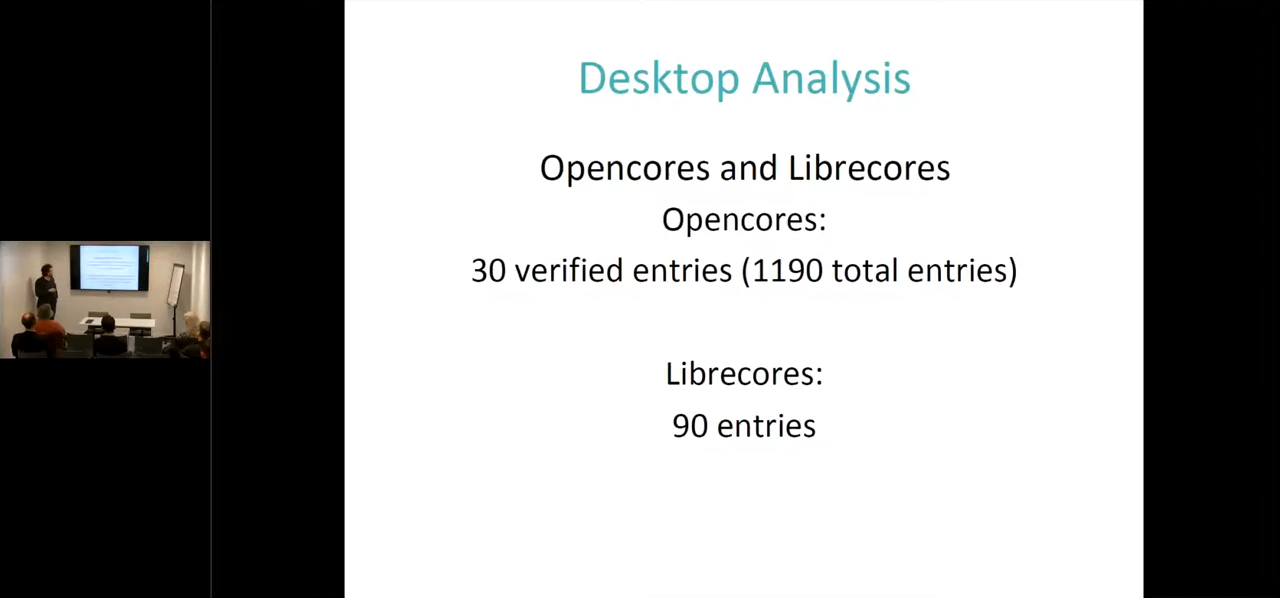 Desktop Analysis
Opencores and Librecores
Opencores:
30 verified entries (1190 total entries)
Librecores:
90 entries